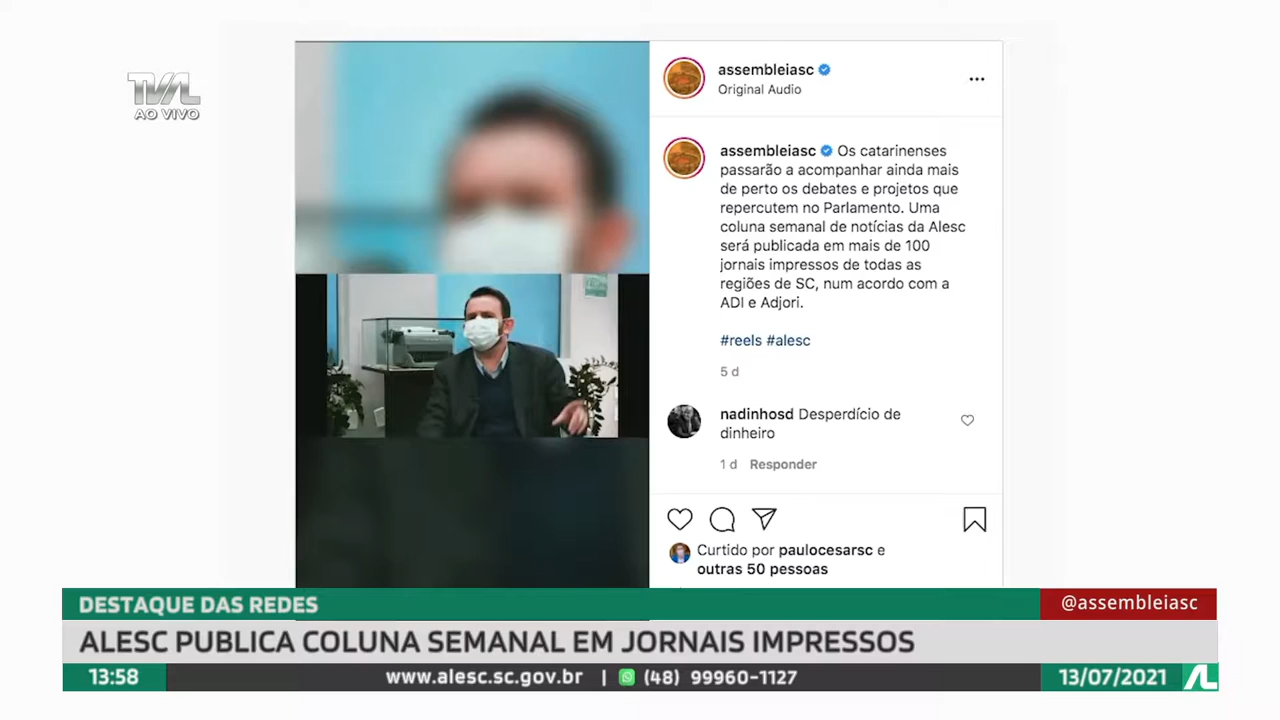 TVAL
AO VIVO
assembleiasc
Original Audio
assembleiasc Os catarinenses
passarão a acompanhar ainda mais
de perto os debates e projetos que
repercutem no Parlamento. Uma
coluna semanal de notícias da Alesc
será publicada em mais de 100
jornais impressos de todas as
regiões de SC, num acordo com a
ADI e Adjori.
#reels #alesc
5 d
nadinhosd Desperdício de
dinheiro
1 d Responder
Curtido por paulocesarsc e
outras 50 pessoas
DESTAQUE DAS REDES
@assembleiasc
ALESC PUBLICA COLUNA SEMANAL EM JORNAIS IMPRESSOS
13:58
www.alesc.sc.gov.br | (48) 99960-1127
13/07/2021
AL